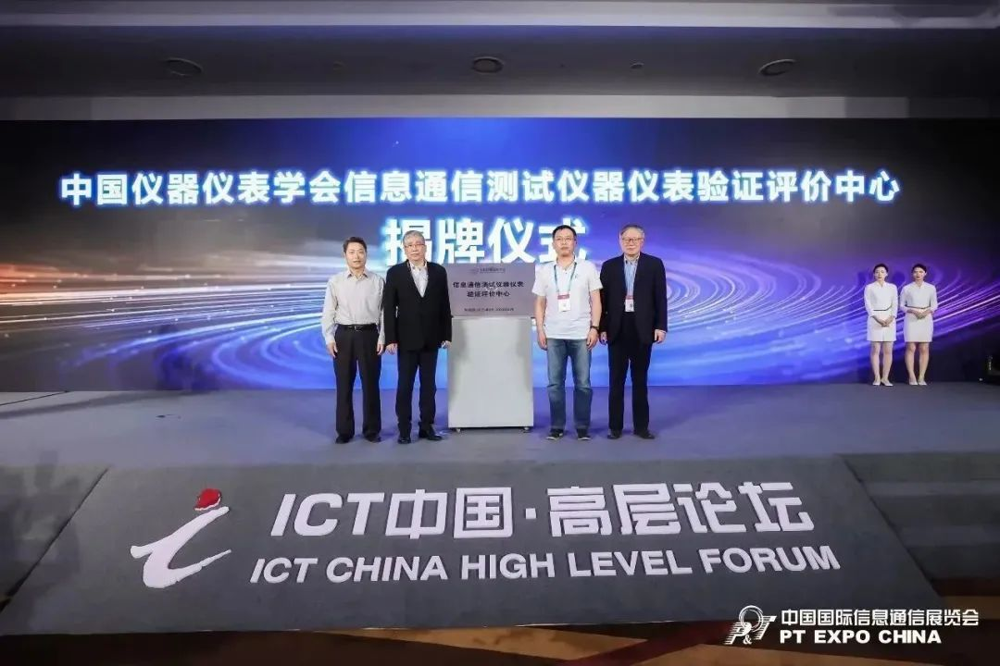 中国仪器仪表学会信息通信测试仪器仪表验证评价中心
揭牌仪式
信息通信测试仪器仪表
验证评价中心
ICT中国·高层论坛
ICT CHINA HIGH LEVEL FORUM
中国国际信息通信展览会
PT EXPO CHINA